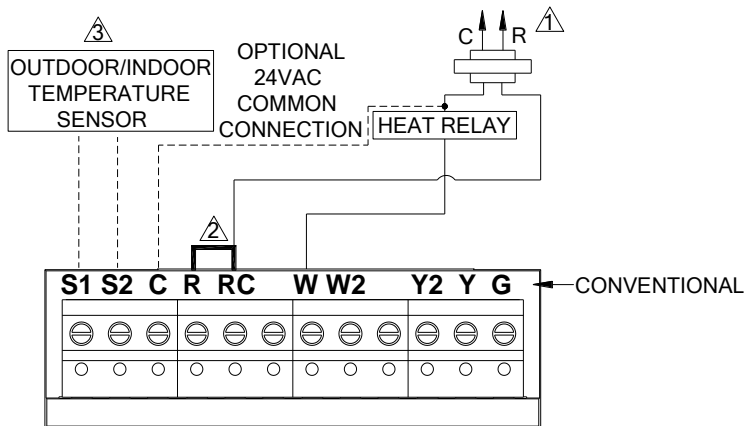 C R 1
3
OUTDOOR/INDOOR
TEMPERATURE
SENSOR
OPTIONAL
24VAC
COMMON
CONNECTION
HEAT RELAY
2
S1 S2 C R RC W W2 Y2 Y G
CONVENTIONAL